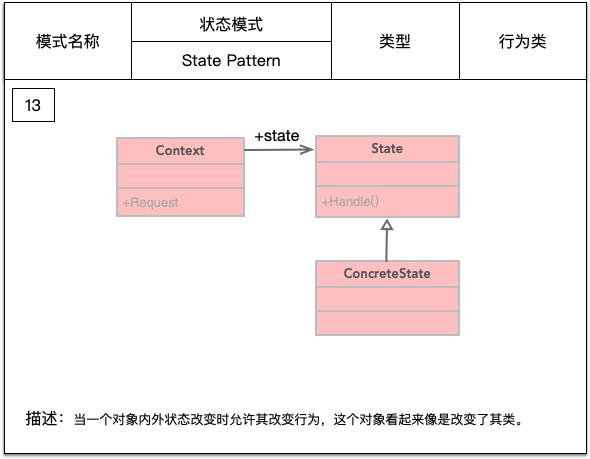 模式名称
状态模式
State Pattern
类型
行为类
13
+state
Context
+Request
State
+Handle()
ConcreteState
描述：当一个对象内外状态改变时允许其改变行为，这个对象看起来像是改变了其类。